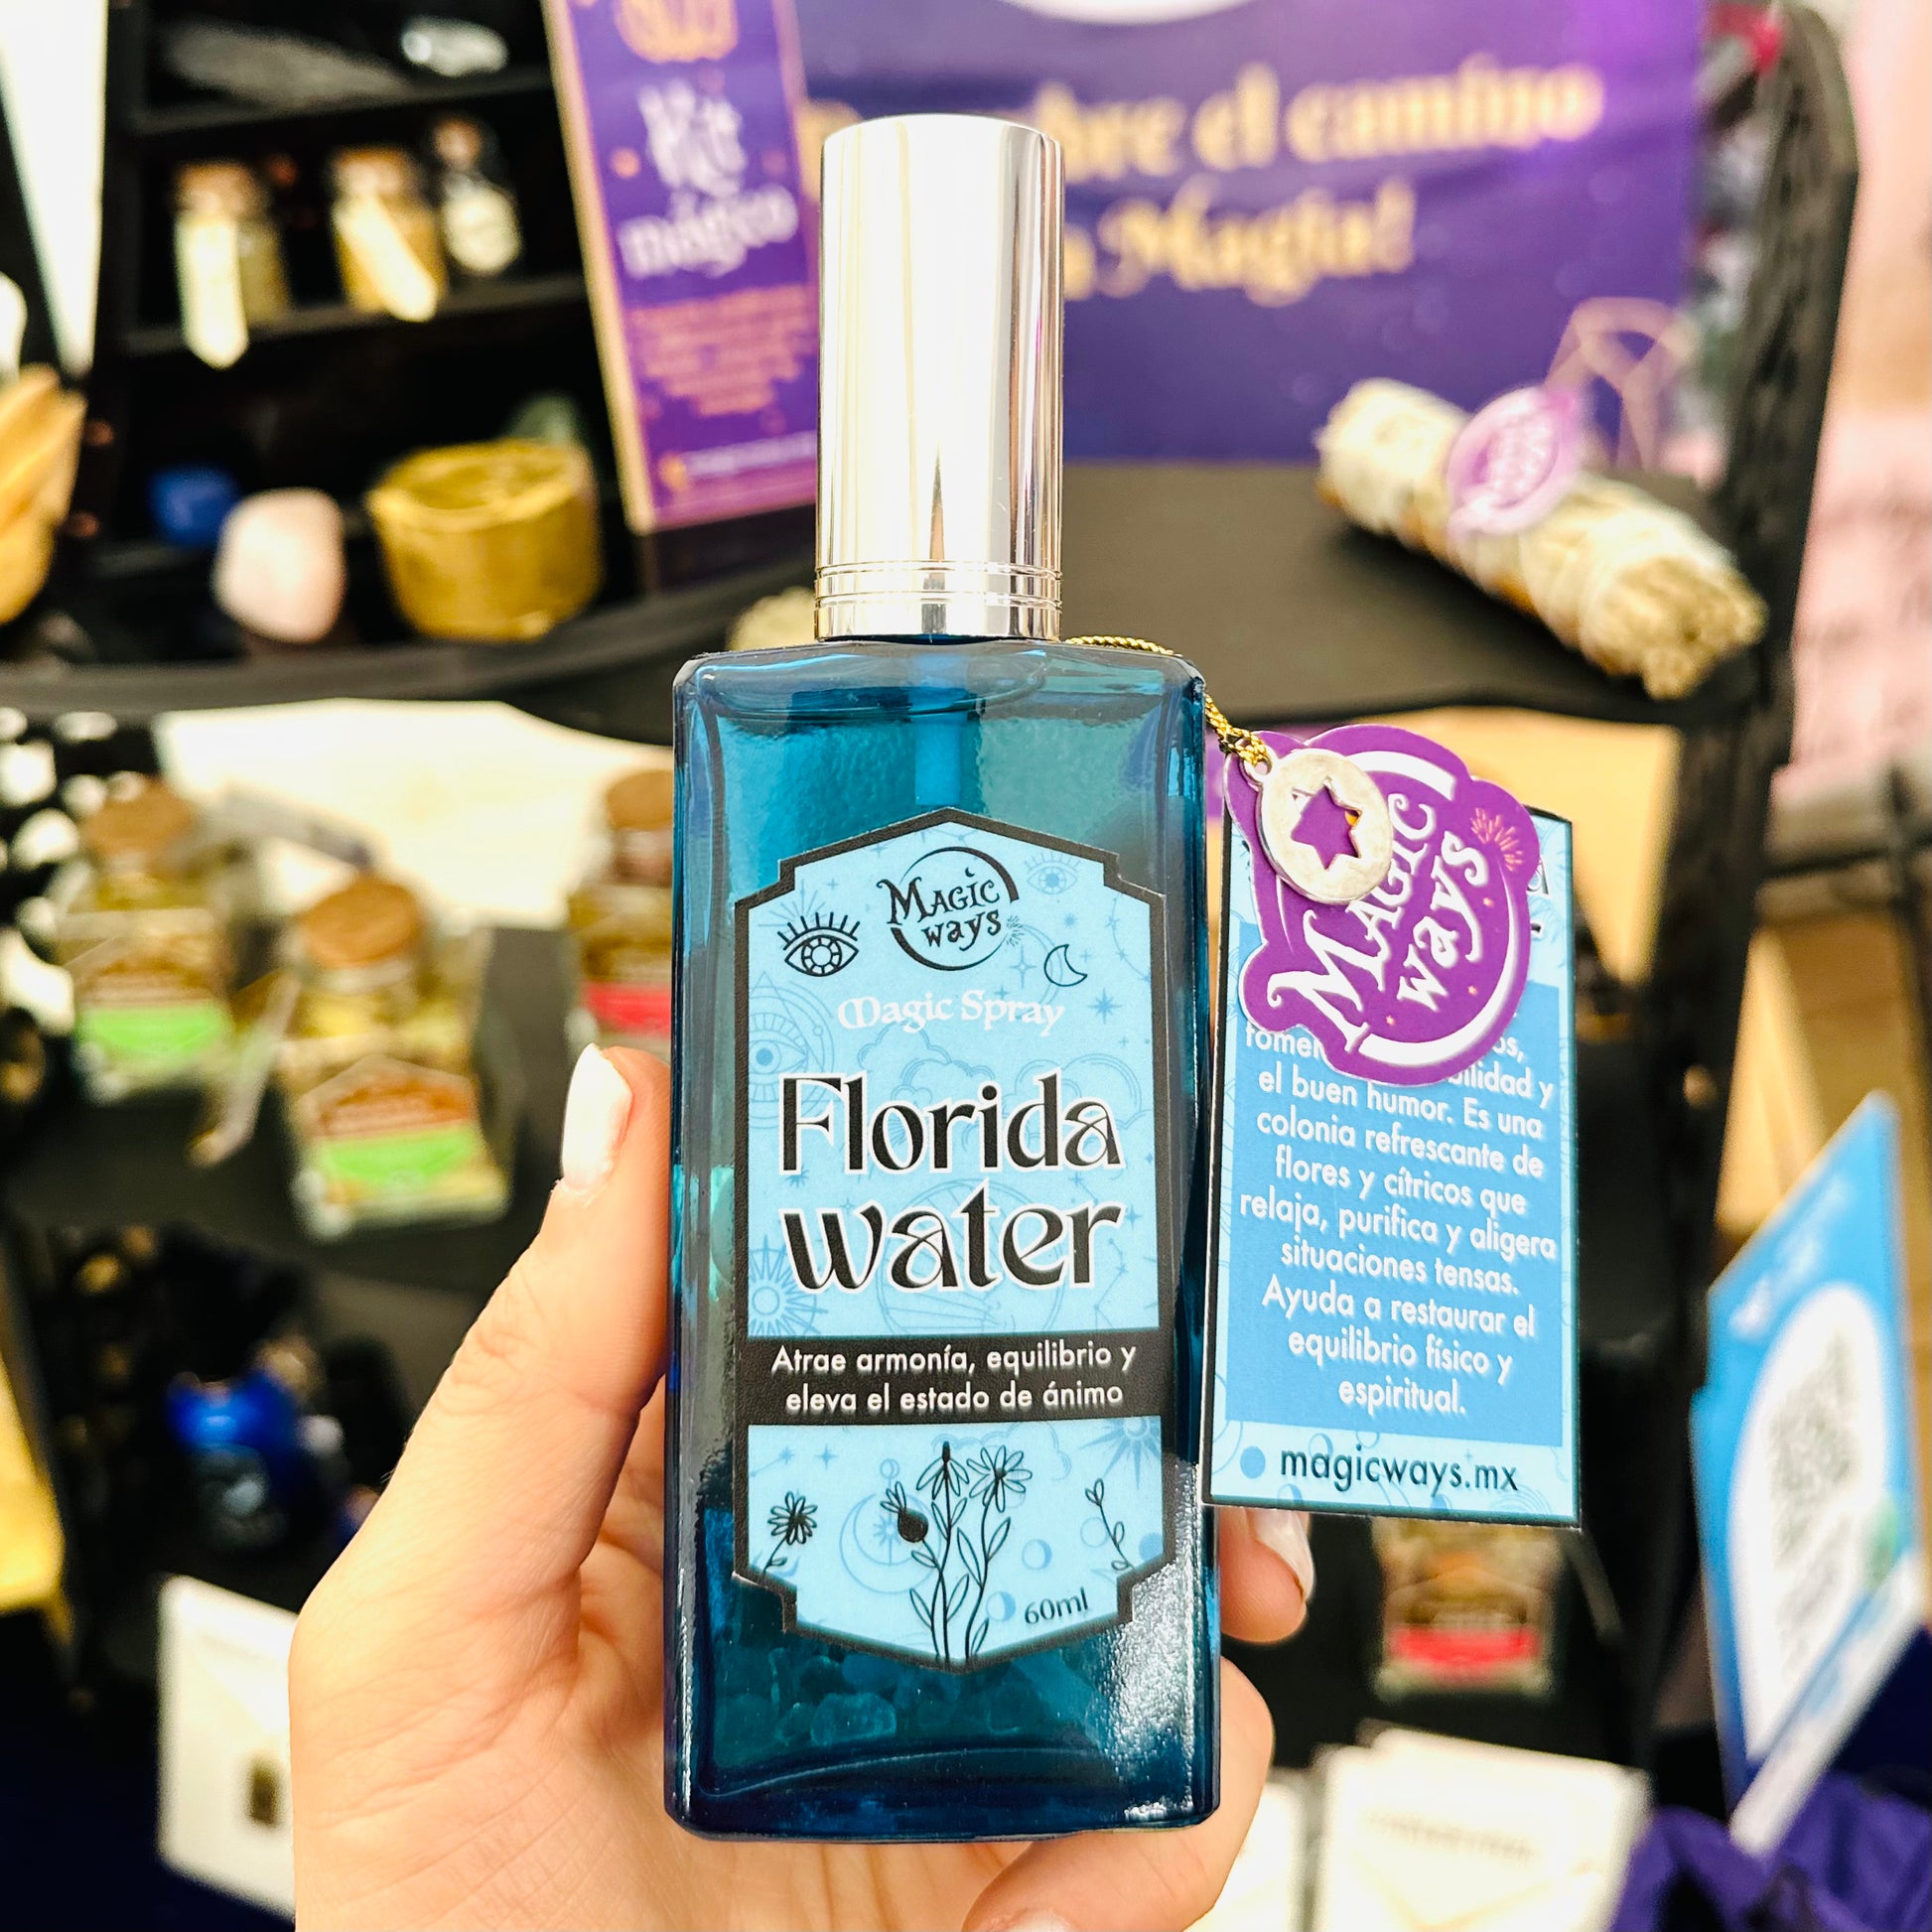 el camino
Magia!
mágico
Magic
ways
Magic Spray
Florida
water
Atrae armonía, equilibrio y
eleva el estado de ánimo
60ml
Magic
ways
el buen humor. Es una
colonia refrescante de
flores y cítricos que
relaja, purifica y aligera
situaciones tensas.
Ayuda a restaurar el
equilibrio físico y
espiritual.
magicways.mx